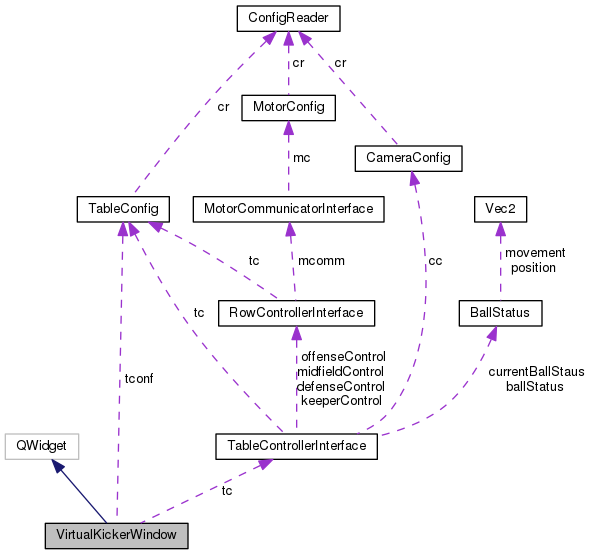 ConfigReader
cr
cr
cr
MotorConfig
mc
CameraConfig
TableConfig
MotorCommunicatorInterface
Vec2
tc
mcomm
cc
movement
position
tc
RowControllerInterface
BallStatus
tconf
offenseControl
midfieldControl
defenseControl
keeperControl
currentBallStaus
ballStatus
QWidget
TableControllerInterface
tc
VirtualKickerWindow